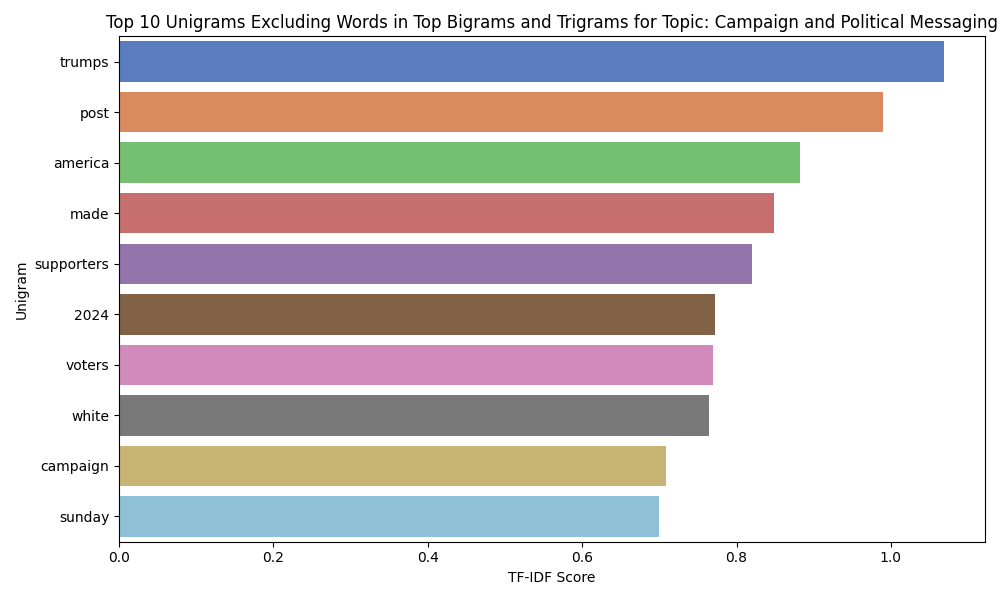 Top 10 Unigrams Excluding Words in Top Bigrams and Trigrams for Topic: Campaign and Political Messaging
Unigram
trumps
post
america
made
supporters
2024
voters
white
campaign
sunday
0.0 0.2 0.4 0.6 0.8 1.0
TF-IDF Score